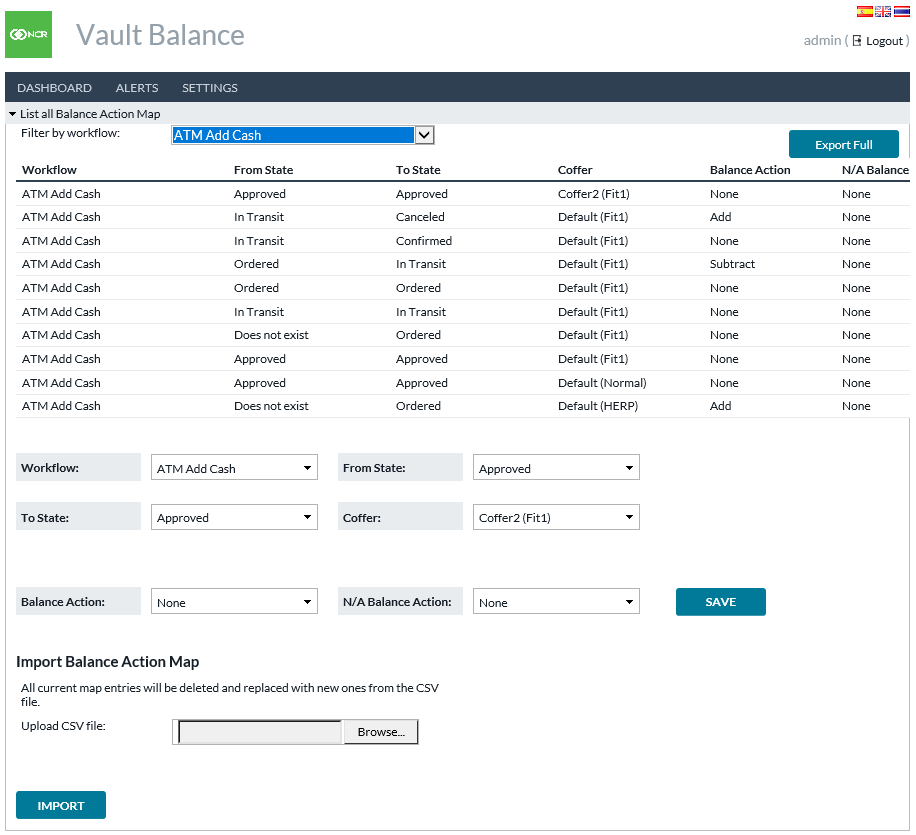 NCR
Vault Balance
admin ( Logout )
DASHBOARD ALERTS SETTINGS
List all Balance Action Map
Filter by workflow: ATM Add Cash
Export Full
Workflow From State To State Coffer Balance Action N/A Balance
ATM Add Cash Approved Approved Coffer2 (Fit1) None None
ATM Add Cash In Transit Canceled Default (Fit1) Add None
ATM Add Cash In Transit Confirmed Default (Fit1) None None
ATM Add Cash Ordered In Transit Default (Fit1) Subtract None
ATM Add Cash Ordered Ordered Default (Fit1) None None
ATM Add Cash In Transit In Transit Default (Fit1) None None
ATM Add Cash Does not exist Ordered Default (Fit1) None None
ATM Add Cash Approved Approved Default (Fit1) None None
ATM Add Cash Approved Approved Default (Normal) None None
ATM Add Cash Does not exist Ordered Default (HERP) Add None
Workflow: ATM Add Cash From State: Approved
To State: Approved Coffer: Coffer2 (Fit1)
Balance Action: None N/A Balance Action: None SAVE
Import Balance Action Map
All current map entries will be deleted and replaced with new ones from the CSV
file.
Upload CSV file: Browse...
IMPORT